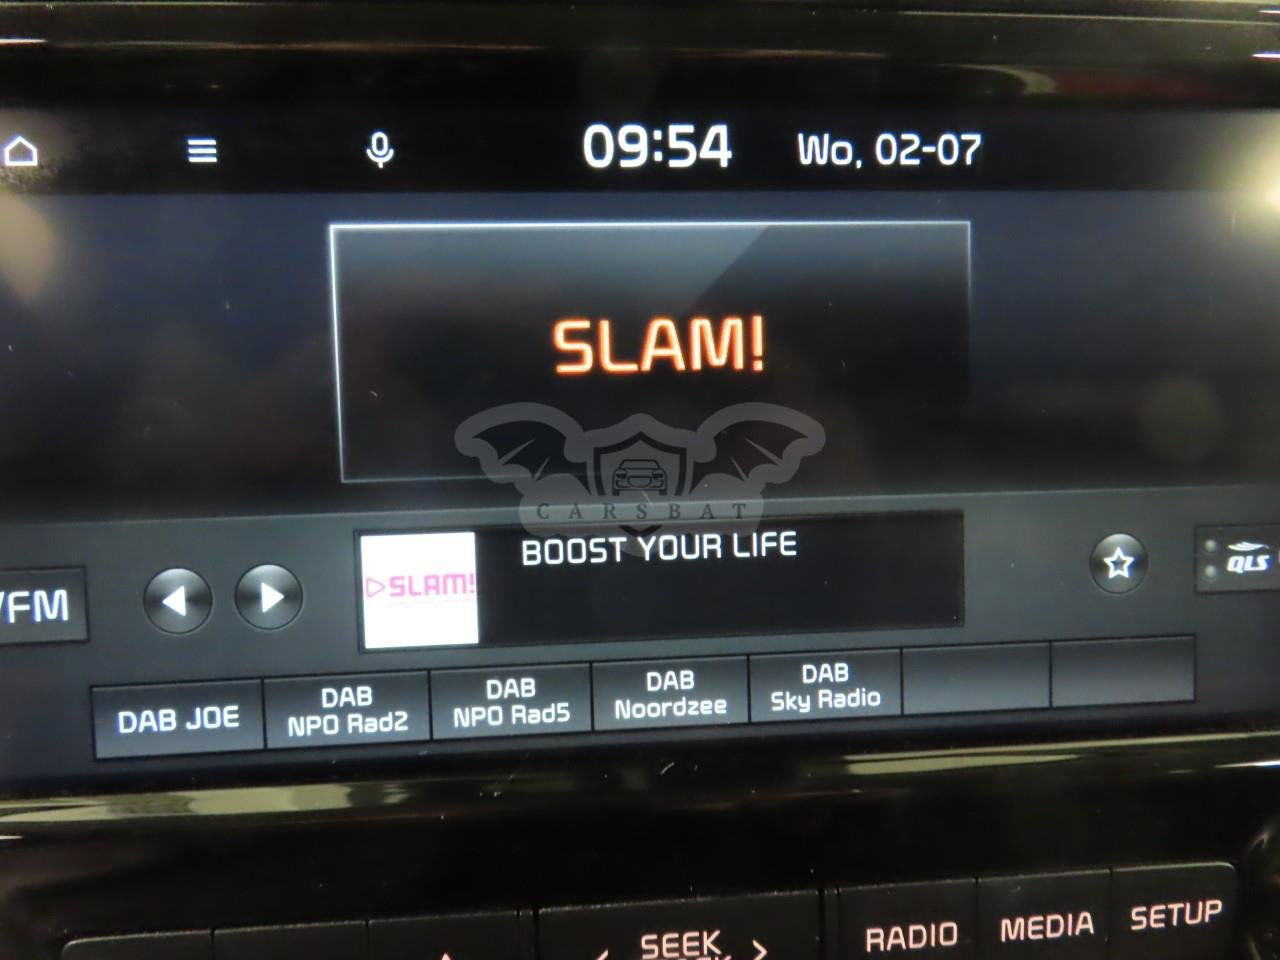 09:54 Wo, 02-07
SLAM!
CARSBAT
BOOST YOUR LIFE
SLAM!
QLS
/FM
DAB JOE
DAB
NPO Rad2
DAB
NPO Rad5
DAB
Noordzee
DAB
Sky Radio
SEEK
RADIO
MEDIA
SETUP